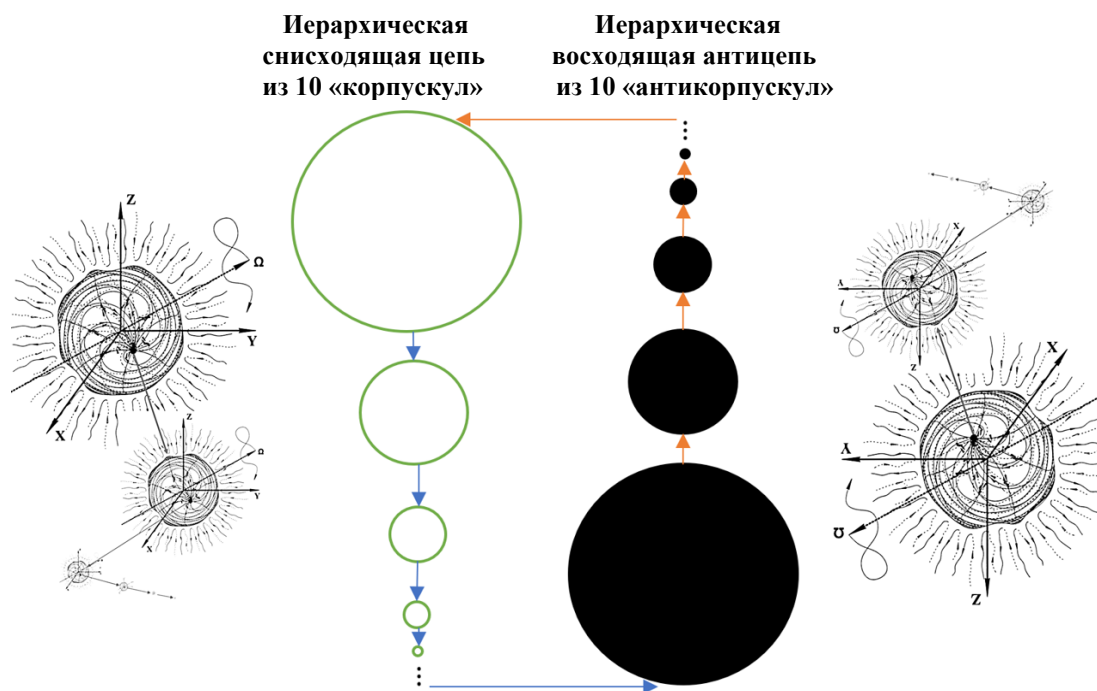 Иерархическая
снисходящая цепь
из 10 «корпускул»
Иерархическая
восходящая антицепь
из 10 «антикорпускул»
Z
Ω
Y
X
Z
Ω
Y
X
X
Y
Ω
Z
X
Y
Ω
Z